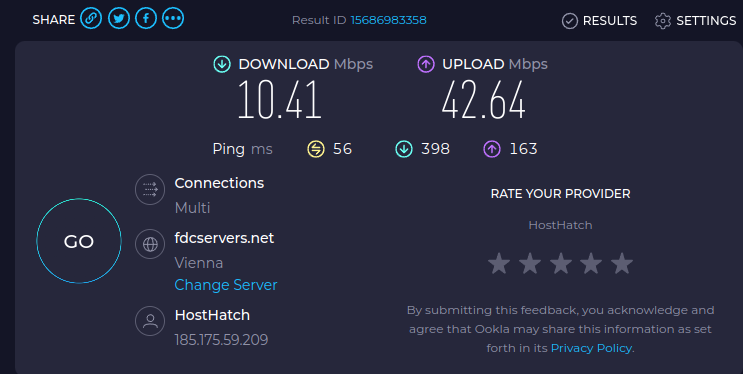 SHARE Result ID 15686983358 RESULTS SETTINGS
DOWNLOAD Mbps UPLOAD Mbps
10.41 42.64
Ping ms 56 398 163
Connections
Multi
fdcservers.net
Vienna
Change Server
HostHatch
185.175.59.209
GO
RATE YOUR PROVIDER
HostHatch
By submitting this feedback, you acknowledge and
agree that Ookla may share this information as set
forth in its Privacy Policy.